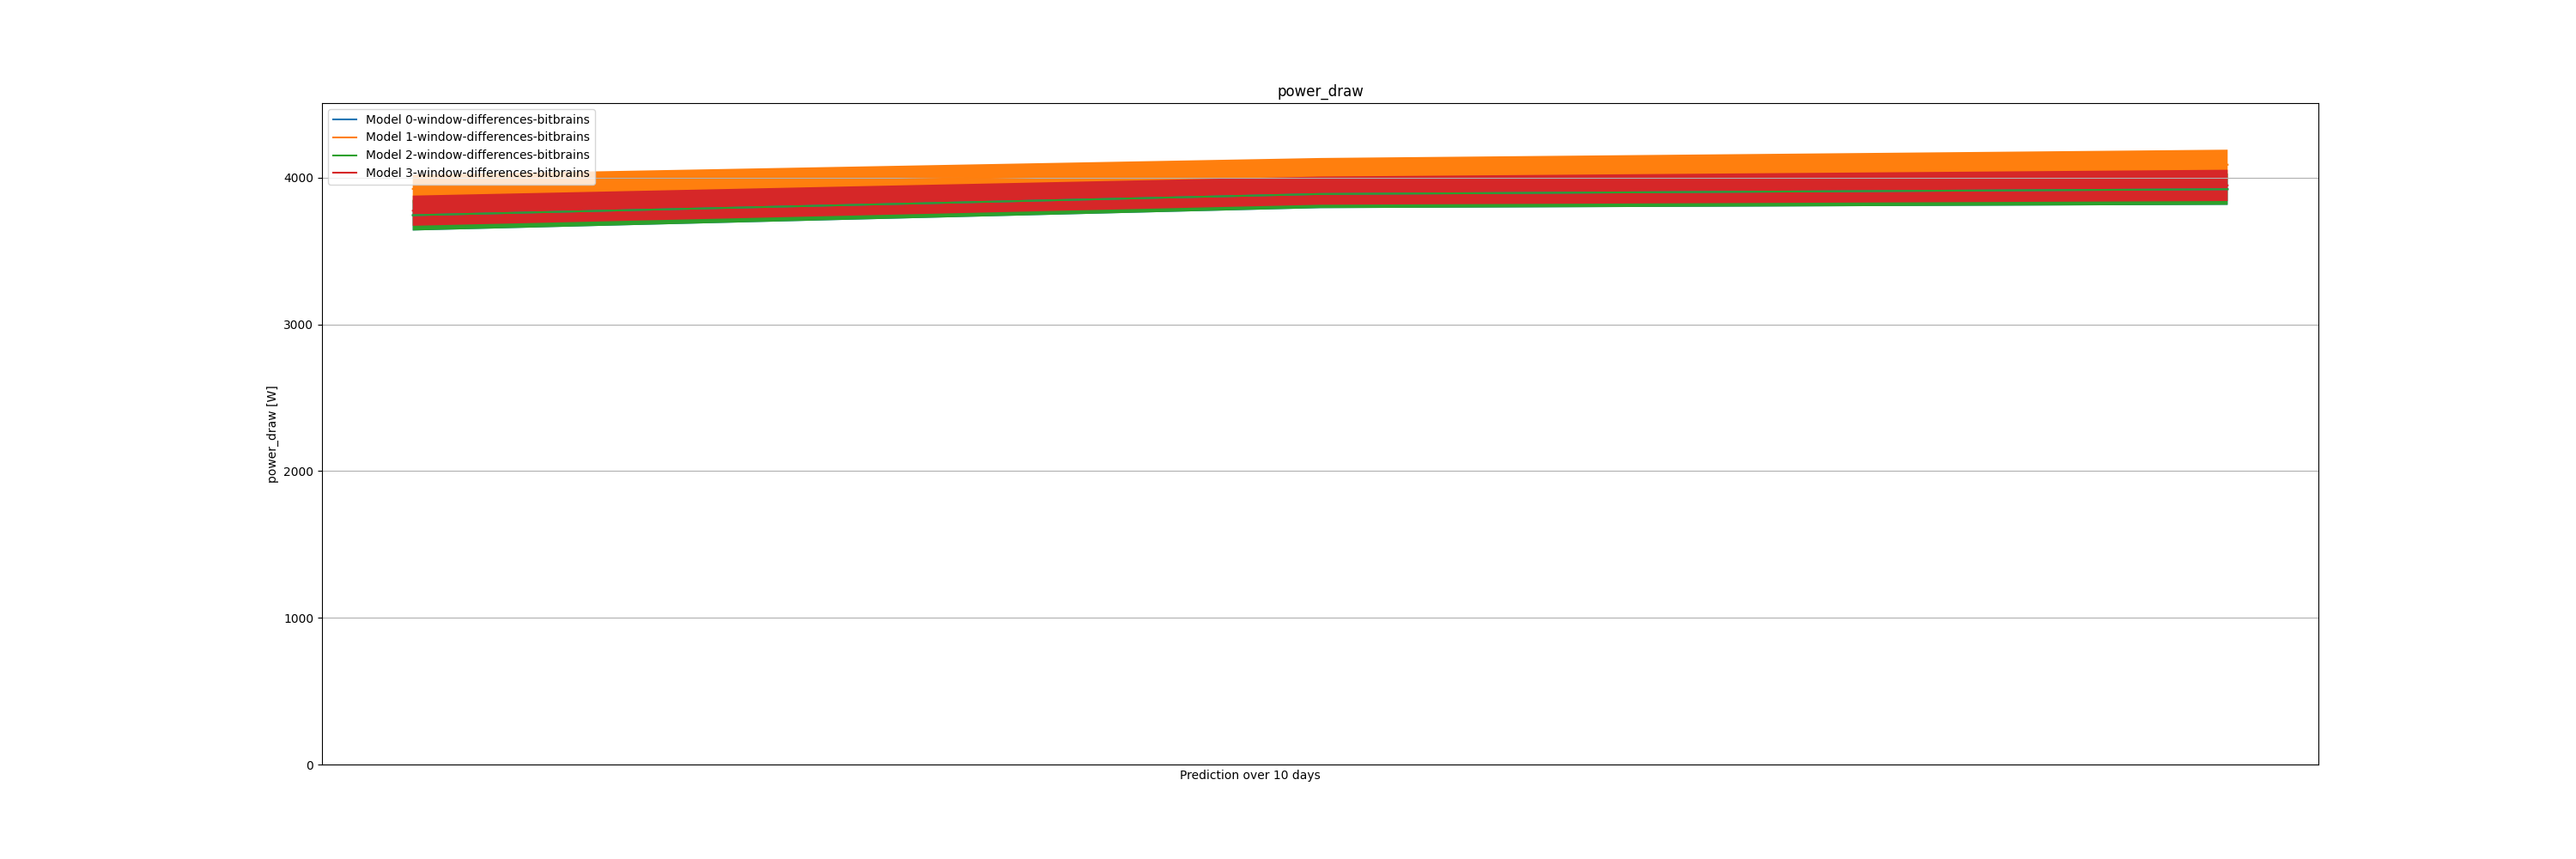 power_draw
Model 0-window-differences-bitbrains
Model 1-window-differences-bitbrains
Model 2-window-differences-bitbrains
Model 3-window-differences-bitbrains
4000
3000
2000
1000
0
power_draw [W]
Prediction over 10 days